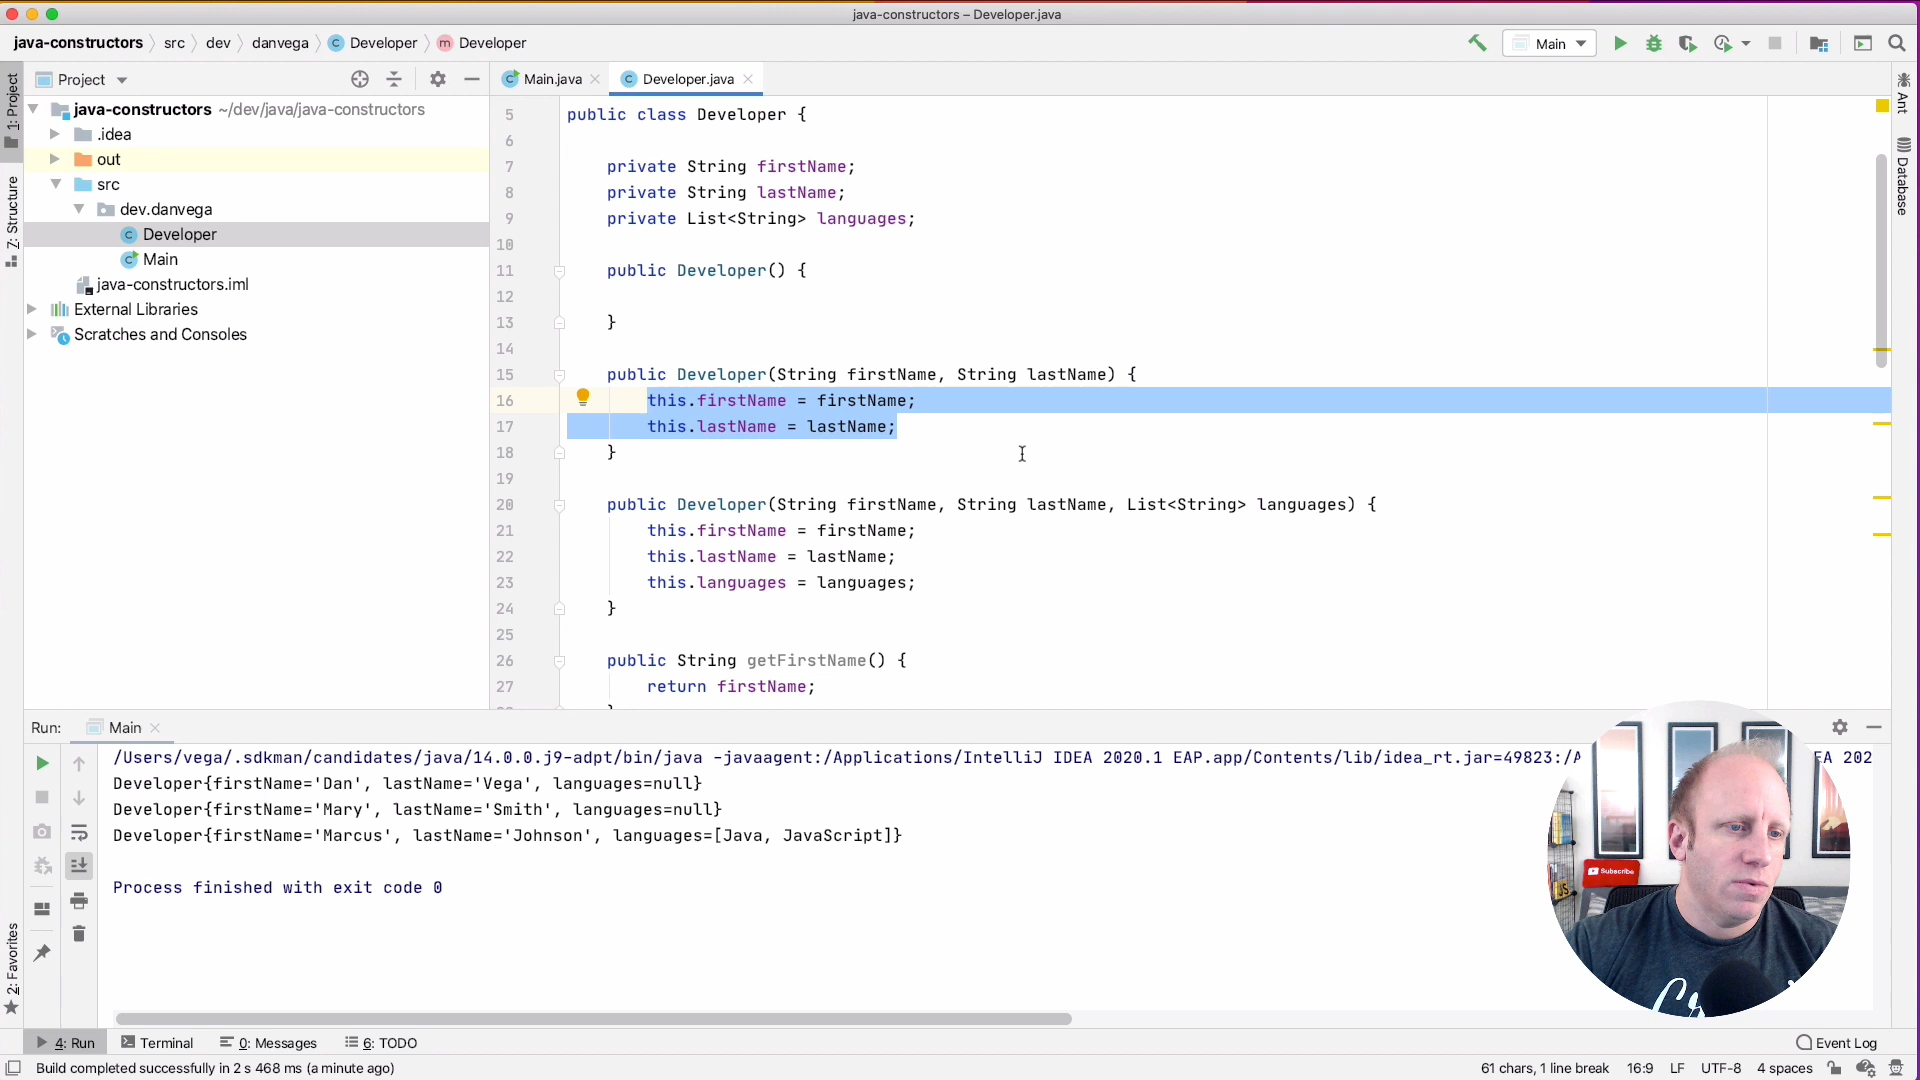 java-constructors – Developer.java
java-constructors src dev danvega Developer Developer
Main
1: Project
7: Structure
2: Favorites
Project
java-constructors ~/dev/java/java-constructors
.idea
out
src
dev.danvega
Developer
Main
java-constructors.iml
External Libraries
Scratches and Consoles
Main.java Developer.java
5 public class Developer {
6
7 private String firstName;
8 private String lastName;
9 private List<String> languages;
10
11 public Developer() {
12
13 }
14
15 public Developer(String firstName, String lastName) {
16 this.firstName = firstName;
17 this.lastName = lastName;
18 }
19
20 public Developer(String firstName, String lastName, List<String> languages) {
21 this.firstName = firstName;
22 this.lastName = lastName;
23 this.languages = languages;
24 }
25
26 public String getFirstName() {
27 return firstName;
Ant
Database
Run: Main
/Users/vega/.sdkman/candidates/java/14.0.0.j9-adpt/bin/java -javaagent:/Applications/IntelliJ IDEA 2020.1 EAP.app/Contents/lib/idea_rt.jar=49823:/A EA 202
Developer{firstName='Dan', lastName='Vega', languages=null}
Developer{firstName='Mary', lastName='Smith', languages=null}
Developer{firstName='Marcus', lastName='Johnson', languages=[Java, JavaScript]}
Process finished with exit code 0
Subscribe
JS
4: Run Terminal 0: Messages 6: TODO Event Log
Build completed successfully in 2 s 468 ms (a minute ago) 61 chars, 1 line break 16:9 LF UTF-8 4 spaces